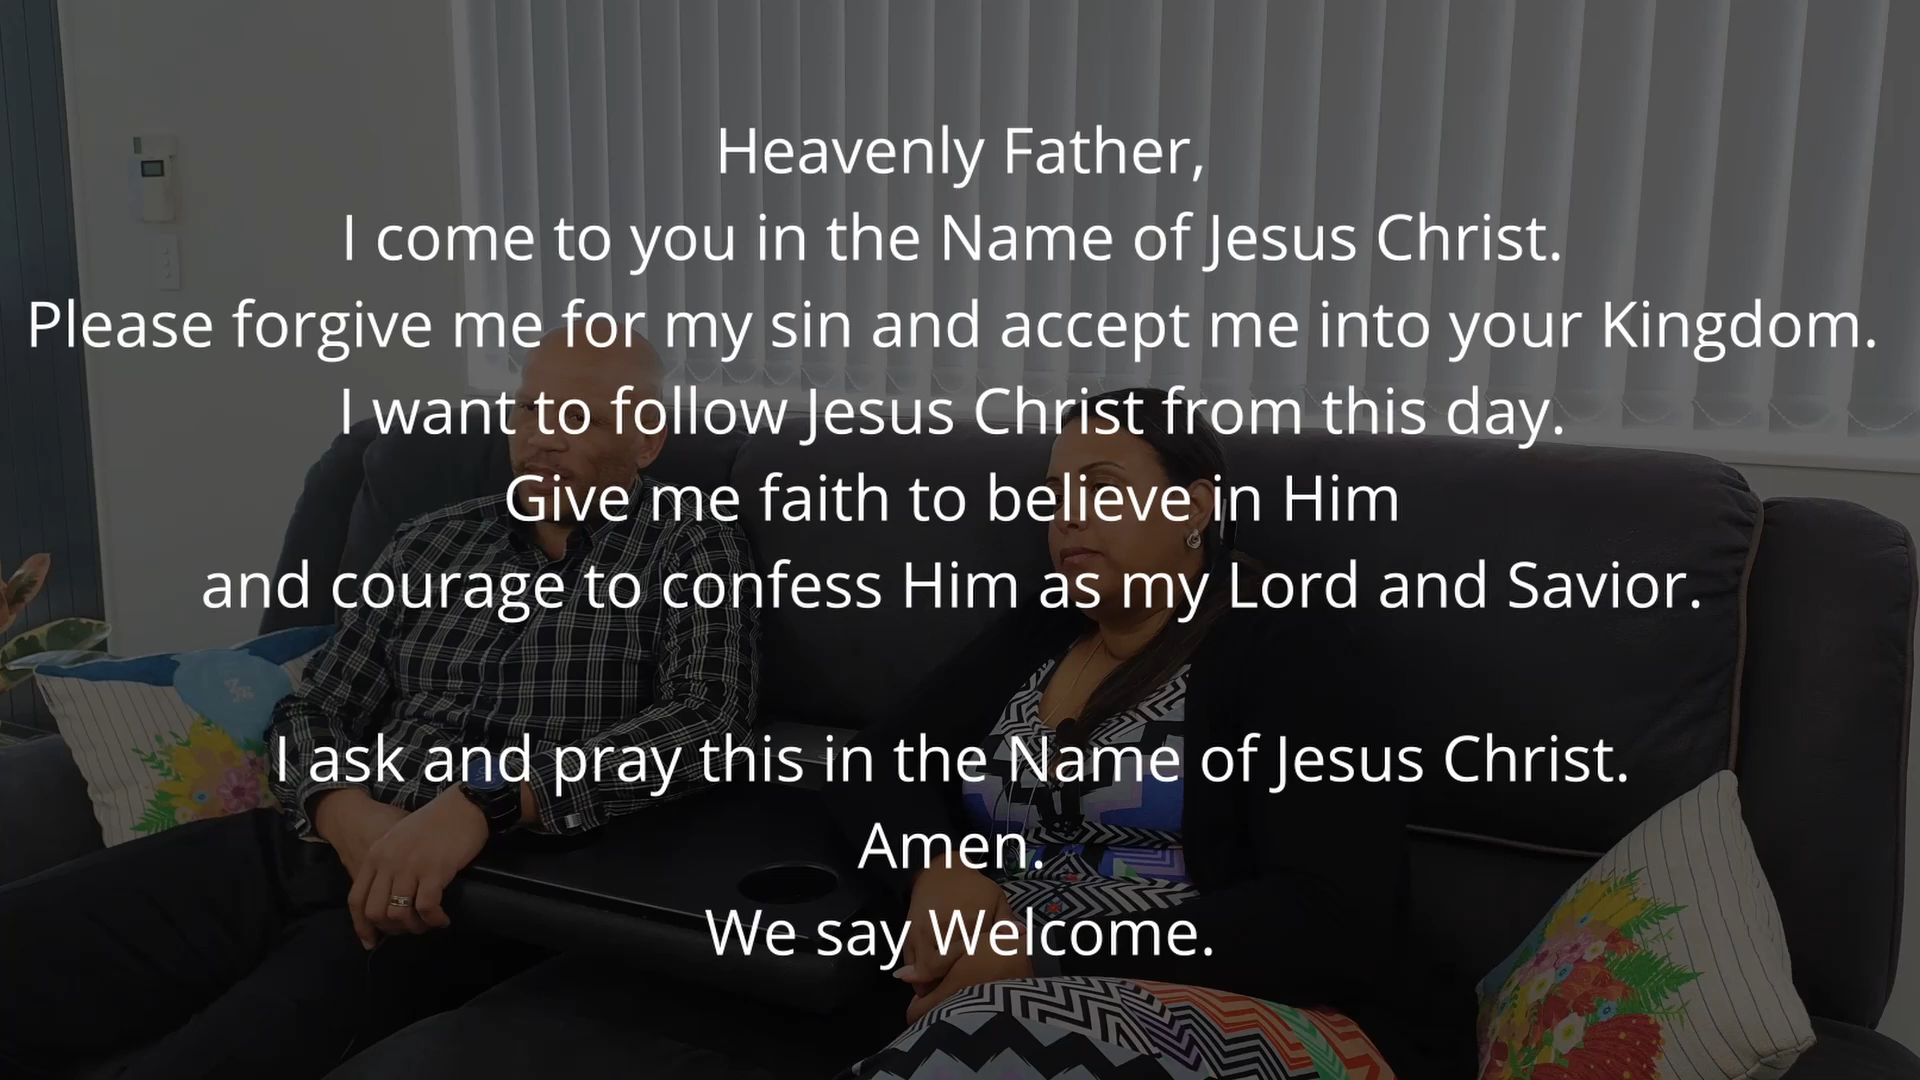 Heavenly Father,
I come to you in the Name of Jesus Christ.
Please forgive me for my sin and accept me into your Kingdom.
I want to follow Jesus Christ from this day.
Give me faith to believe in Him
and courage to confess Him as my Lord and Savior.
I ask and pray this in the Name of Jesus Christ.
Amen.
We say Welcome.